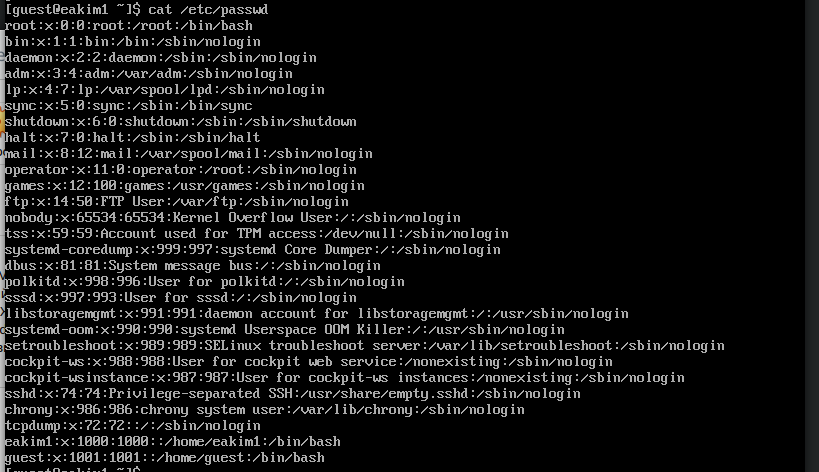 [guest@eakim1 ~]$ cat /etc/passwd
root:x:0:0:root:/root:/bin/bash
bin:x:1:1:bin:/bin:/sbin/nologin
daemon:x:2:2:daemon:/sbin:/sbin/nologin
adm:x:3:4:adm:/var/adm:/sbin/nologin
lp:x:4:7:lp:/var/spool/lpd:/sbin/nologin
sync:x:5:0:sync:/sbin:/bin/sync
shutdown:x:6:0:shutdown:/sbin:/sbin/shutdown
halt:x:7:0:halt:/sbin:/sbin/halt
mail:x:8:12:mail:/var/spool/mail:/sbin/nologin
operator:x:11:0:operator:/root:/sbin/nologin
games:x:12:100:games:/usr/games:/sbin/nologin
ftp:x:14:50:FTP User:/var/ftp:/sbin/nologin
nobody:x:65534:65534:Kernel Overflow User:/:/sbin/nologin
tss:x:59:59:Account used for TPM access:/dev/null:/sbin/nologin
systemd-coredump:x:999:997:systemd Core Dumper:/:/sbin/nologin
dbus:x:81:81:System message bus:/:/sbin/nologin
polkitd:x:998:996:User for polkitd:/:/sbin/nologin
sssd:x:997:993:User for sssd:/:/sbin/nologin
libstoragemgmt:x:991:991:daemon account for libstoragemgmt:/:/usr/sbin/nologin
systemd-oom:x:990:990:systemd Userspace OOM Killer:/:/usr/sbin/nologin
setroubleshoot:x:989:989:SELinux troubleshoot server:/var/lib/setroubleshoot:/sbin/nologin
cockpit-ws:x:988:988:User for cockpit web service:/nonexisting:/sbin/nologin
cockpit-wsinstance:x:987:987:User for cockpit-ws instances:/nonexisting:/sbin/nologin
sshd:x:74:74:Privilege-separated SSH:/usr/share/empty.sshd:/sbin/nologin
chrony:x:986:986:chrony system user:/var/lib/chrony:/sbin/nologin
tcpdump:x:72:72::/:/sbin/nologin
eakim1:x:1000:1000::/home/eakim1:/bin/bash
guest:x:1001:1001::/home/guest:/bin/bash
[guest@eakim1 ~]$